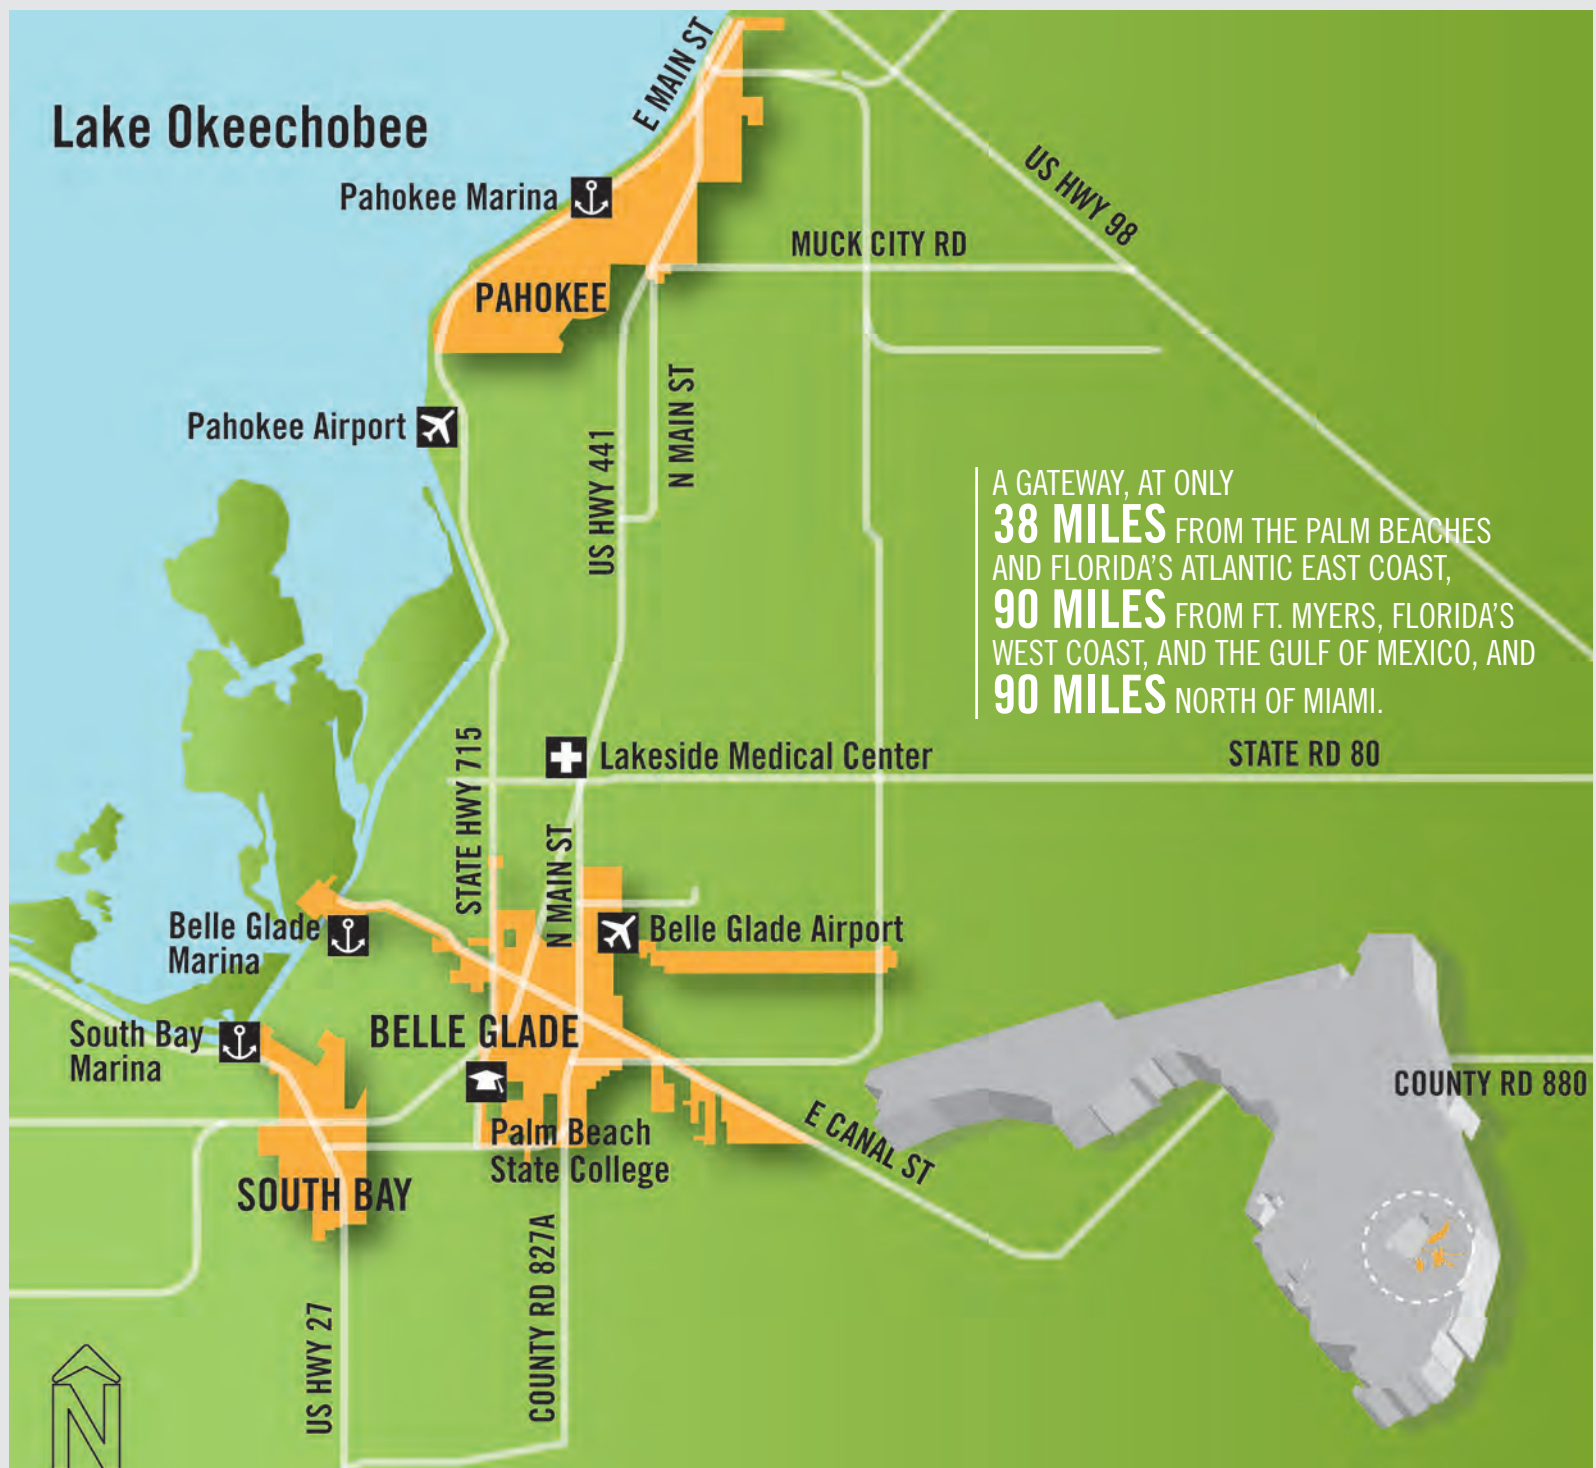 E MAIN ST
Lake Okeechobee
US HWY 98
Pahokee Marina
MUCK CITY RD
PAHOKEE
N MAIN ST
Pahokee Airport
US HWY 441
A GATEWAY, AT ONLY
38 MILES FROM THE PALM BEACHES
AND FLORIDA'S ATLANTIC EAST COAST,
90 MILES FROM FT. MYERS, FLORIDA'S
WEST COAST, AND THE GULF OF MEXICO, AND
90 MILES NORTH OF MIAMI.
STATE HWY 715
Lakeside Medical Center
STATE RD 80
N MAIN ST
Belle Glade
Marina
Belle Glade Airport
South Bay
Marina
BELLE GLADE
COUNTY RD 880
E CANAL ST
Palm Beach
State College
SOUTH BAY
COUNTY RD 827A
US HWY 27
N